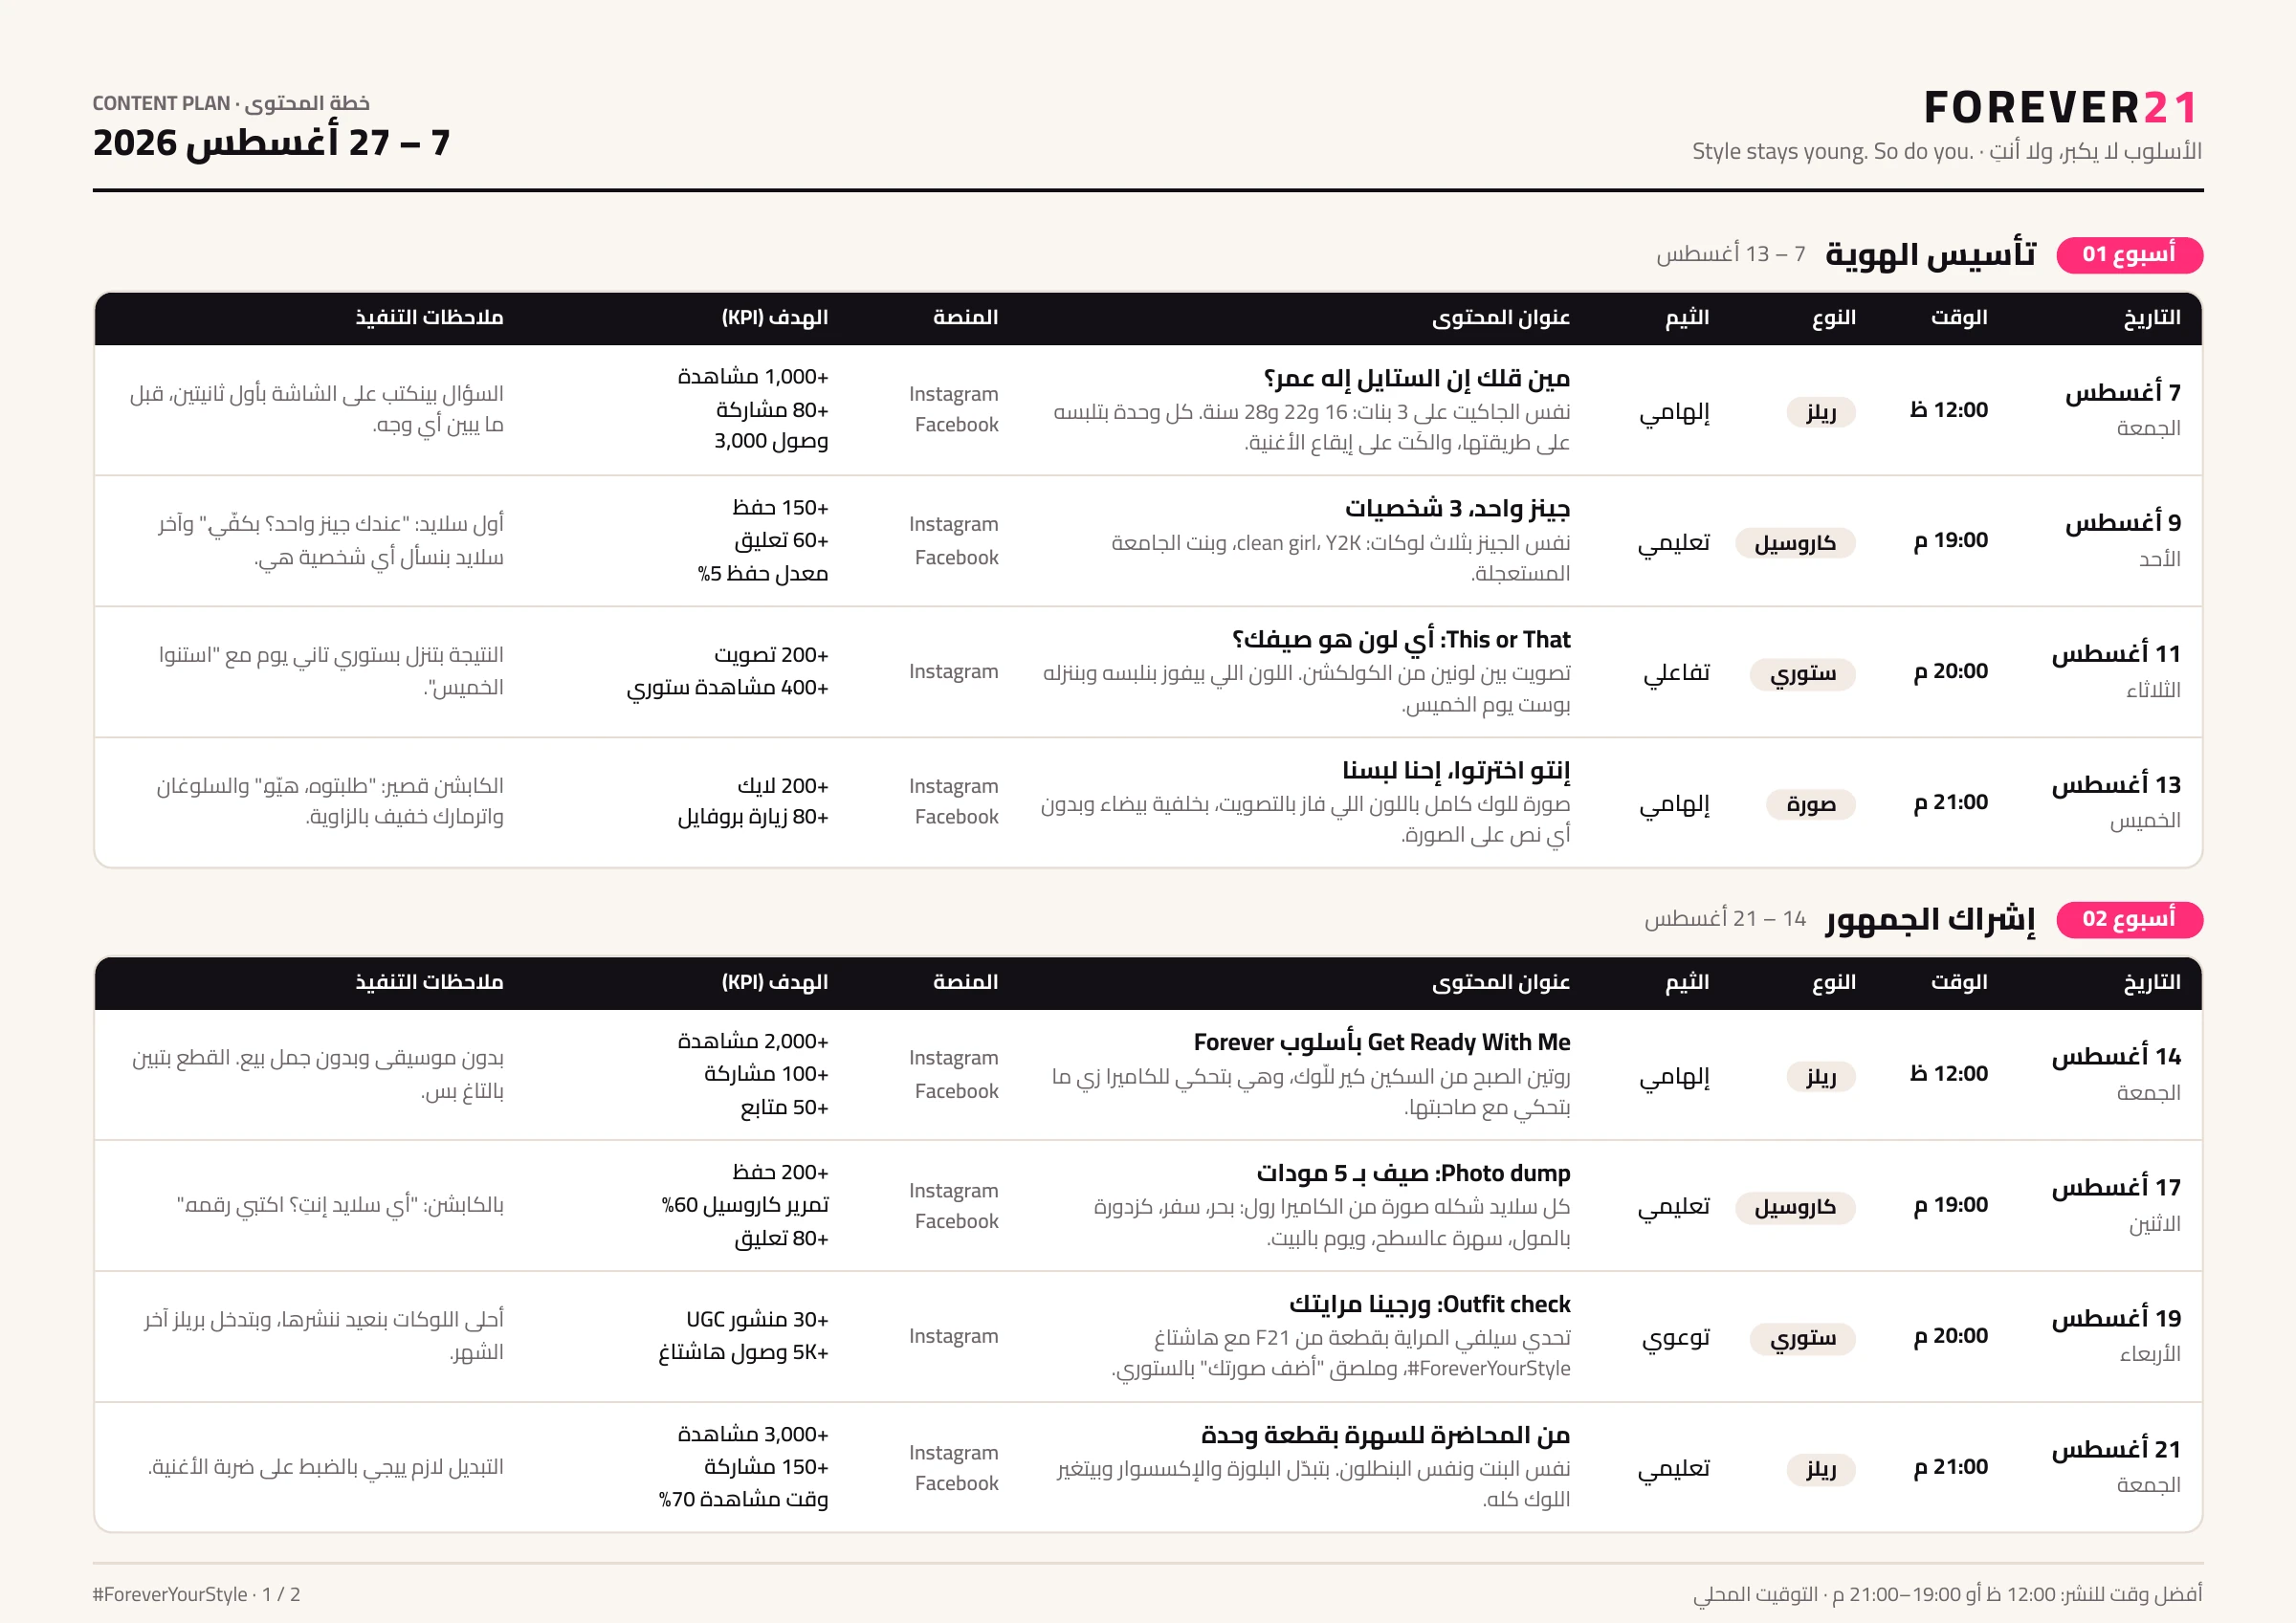 FOREVER21
الأسلوب لا يكبر، ولا أنتِ · Style stays young. So do you.
خطة المحتوى · CONTENT PLAN
7 – 27 أغسطس 2026
أسبوع 01 تأسيس الهوية 7 – 13 أغسطس
التاريخ الوقت النوع الثيم عنوان المحتوى المنصة الهدف (KPI) ملاحظات التنفيذ
7 أغسطس
الجمعة
12:00 ظ
ريلز
إلهامي
مين قلك إن الستايل إله عمر؟
نفس الجاكيت على 3 بنات: 16 و22 و28 سنة. كل وحدة بتلبسه
على طريقتها، والكَت على إيقاع الأغنية.
Instagram
Facebook
+1,000 مشاهدة
+80 مشاركة
وصول 3,000
السؤال بينكتب على الشاشة بأول ثانيتين، قبل
ما يبين أي وجه.
9 أغسطس
الأحد
19:00 م
كاروسيل
تعليمي
جينز واحد، 3 شخصيات
نفس الجينز بثلاث لوكات: clean girl، Y2K، وبنت الجامعة
المستعجلة.
Instagram
Facebook
+150 حفظ
+60 تعليق
معدل حفظ 5%
أول سلايد: "عندك جينز واحد؟ بكفّي." وآخر
سلايد بنسأل أي شخصية هي.
11 أغسطس
الثلاثاء
20:00 م
ستوري
تفاعلي
This or That: أي لون هو صيفك؟
تصويت بين لونين من الكولكشن. اللون اللي بيفوز بنلبسه وبننزله
بوست يوم الخميس.
Instagram
+200 تصويت
+400 مشاهدة ستوري
النتيجة بتنزل بستوري تاني يوم مع "استنوا
الخميس".
13 أغسطس
الخميس
21:00 م
صورة
إلهامي
إنتو اخترتوا، إحنا لبسنا
صورة للوك كامل باللون اللي فاز بالتصويت، بخلفية بيضاء وبدون
أي نص على الصورة.
Instagram
Facebook
+200 لايك
+80 زيارة بروفايل
الكابشن قصير: "طلبتوه، هيّو." والسلوغان
واترمارك خفيف بالزاوية.
أسبوع 02 إشراك الجمهور 14 – 21 أغسطس
التاريخ الوقت النوع الثيم عنوان المحتوى المنصة الهدف (KPI) ملاحظات التنفيذ
14 أغسطس
الجمعة
12:00 ظ
ريلز
إلهامي
Get Ready With Me بأسلوب Forever
روتين الصبح من السكين كير للّوك، وهي بتحكي للكاميرا زي ما
بتحكي مع صاحبتها.
Instagram
Facebook
+2,000 مشاهدة
+100 مشاركة
+50 متابع
بدون موسيقى وبدون جمل بيع. القطع بتبين
بالتاغ بس.
17 أغسطس
الاثنين
19:00 م
كاروسيل
تعليمي
Photo dump: صيف بـ 5 مودات
كل سلايد شكله صورة من الكاميرا رول: بحر، سفر، كزدورة
بالمول، سهرة عالسطح، ويوم بالبيت.
Instagram
Facebook
+200 حفظ
تمرير كاروسيل 60%
+80 تعليق
بالكابشن: "أي سلايد إنتِ؟ اكتبي رقمه."
19 أغسطس
الأربعاء
20:00 م
ستوري
توعوي
Outfit check: ورجينا مرايتك
تحدي سيلفي المراية بقطعة من F21 مع هاشتاغ
#ForeverYourStyle، وملصق "أضف صورتك" بالستوري.
Instagram
+30 منشور UGC
+5K وصول هاشتاغ
أحلى اللوكات بنعيد ننشرها، وبتدخل بريلز آخر
الشهر.
21 أغسطس
الجمعة
21:00 م
ريلز
تعليمي
من المحاضرة للسهرة بقطعة وحدة
نفس البنت ونفس البنطلون. بتبدّل البلوزة والإكسسوار وبيتغير
اللوك كله.
Instagram
Facebook
+3,000 مشاهدة
+150 مشاركة
وقت مشاهدة 70%
التبديل لازم ييجي بالضبط على ضربة الأغنية.
أفضل وقت للنشر: 12:00 ظ أو 19:00–21:00 م · التوقيت المحلي
#ForeverYourStyle · 1 / 2